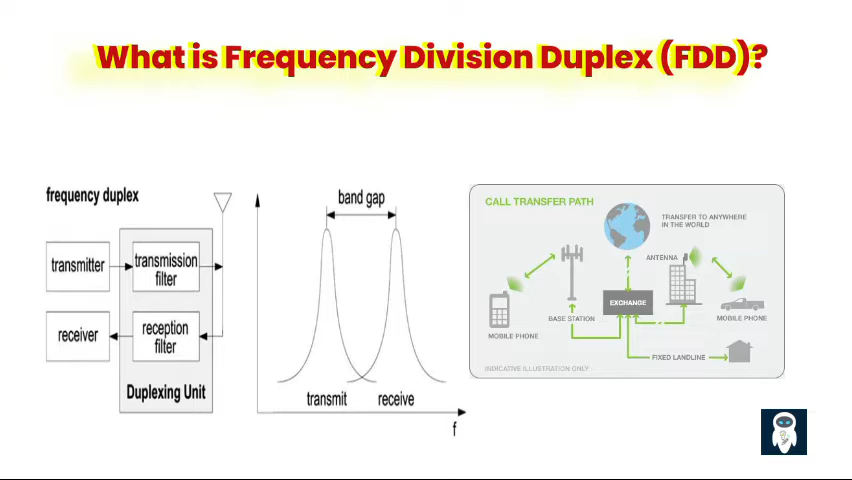 What is Frequency Division Duplex (FDD)?
frequency duplex
transmitter
transmission
filter
receiver
reception
filter
Duplexing Unit
band gap
transmit
receive
f
CALL TRANSFER PATH
TRANSFER TO ANYWHERE
IN THE WORLD
ANTENNA
EXCHANGE
BASE STATION
MOBILE PHONE
MOBILE PHONE
FIXED LANDLINE
INDICATIVE ILLUSTRATION ONLY